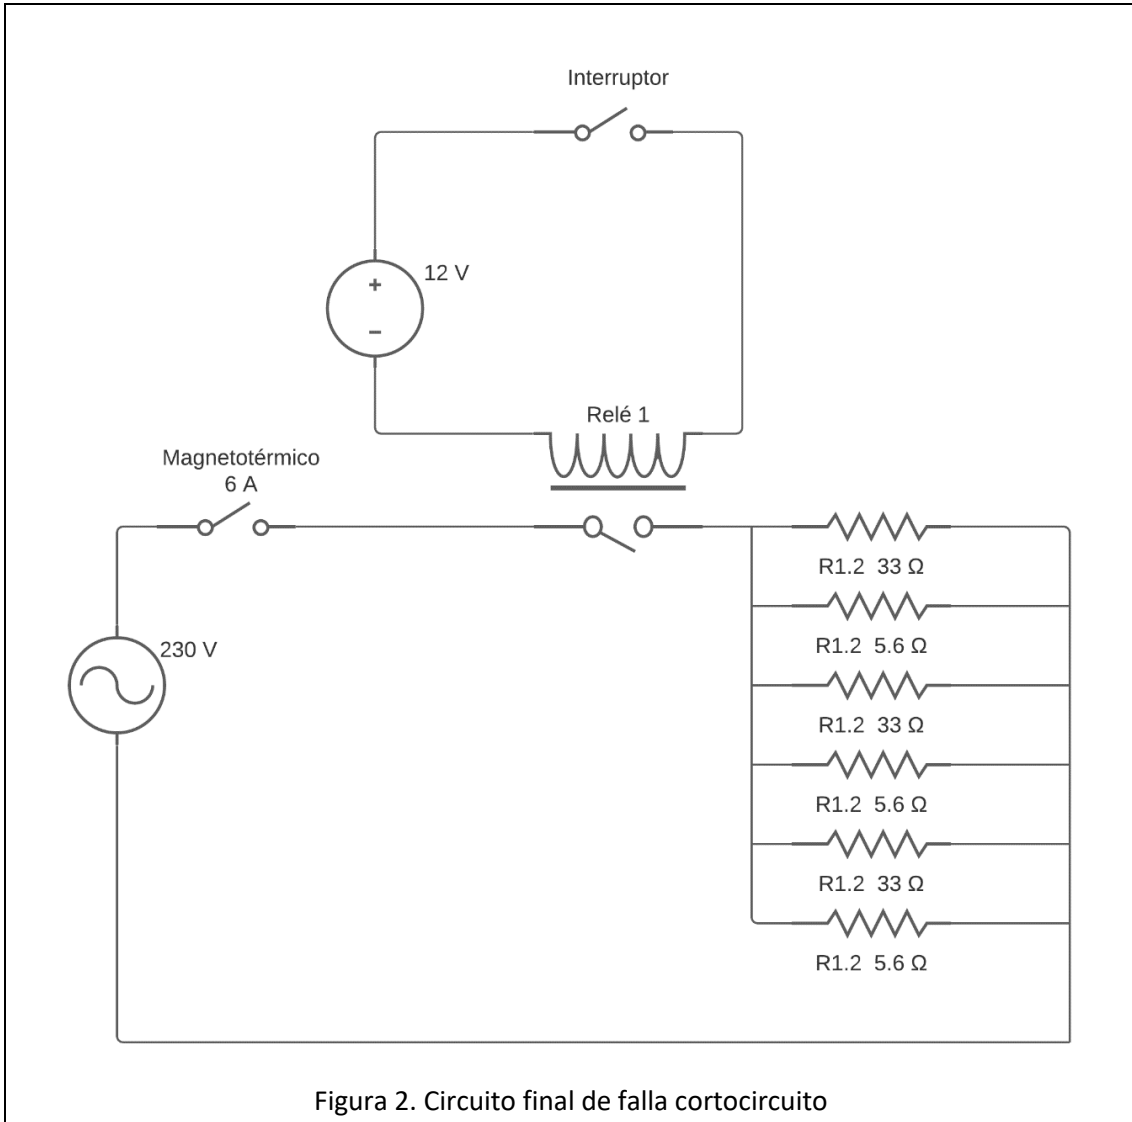 Interruptor
12 V
Relé 1
Magnetotérmico
6 A
R1.2  33 Ω
R1.2  5.6 Ω
230 V
R1.2  33 Ω
R1.2  5.6 Ω
R1.2  33 Ω
R1.2  5.6 Ω
Figura 2. Circuito final de falla cortocircuito